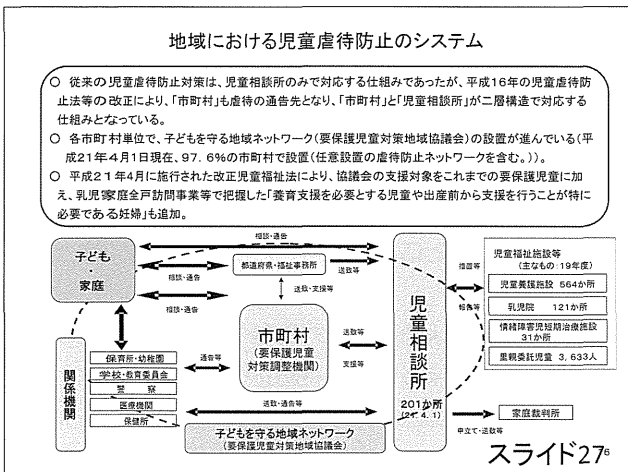 地域における児童虐待防止のシステム
○ 従来の児童虐待防止対策は、児童相談所のみで対応する仕組みであったが、平成16年の児童虐待防
止法等の改正により、「市町村」も虐待の通告先となり、「市町村」と「児童相談所」が二層構造で対応する
仕組みとなっている。
○ 各市町村単位で、子どもを守る地域ネットワーク(要保護児童対策地域協議会)の設置が進んでいる(平
成21年4月1日現在、97.6%の市町村で設置(任意設置の虐待防止ネットワークを含む。))。
○ 平成21年4月に施行された改正児童福祉法により、協議会の支援対象をこれまでの要保護児童に加
え、乳児家庭全戸訪問事業等で把握した「養育支援を必要とする児童や出産前から支援を行うことが特に
必要である妊婦」も追加。
子ども
・
家庭
相談・通告
相談・通告
相談・通告
都道府県・福祉事務所
送致等
送致・支援等
市町村
(要保護児童
対策調整機関)
送致等
支援等
児童相談所
201か所
(21.4.1)
措置等
報告等
児童福祉施設等
(主なもの:19年度)
児童養護施設 564か所
乳児院 121か所
情緒障害児短期治療施設
31か所
里親委託児童 3,633人
家庭裁判所
申立て・送致等
関係機関
保育所・幼稚園
学校・教育委員会
警 察
医療機関
保健所
通告等
送致・通告等
子どもを守る地域ネットワーク
(要保護児童対策地域協議会)
スライド27
6